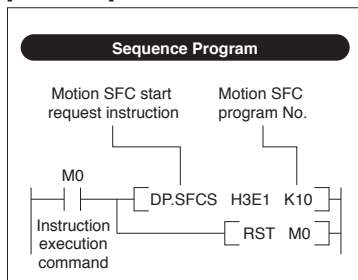 Sequence Program
Motion SFC start
request instruction
Motion SFC
program No.
M0
DP.SFCS H3E1 K10
Instruction
execution
command
RST M0